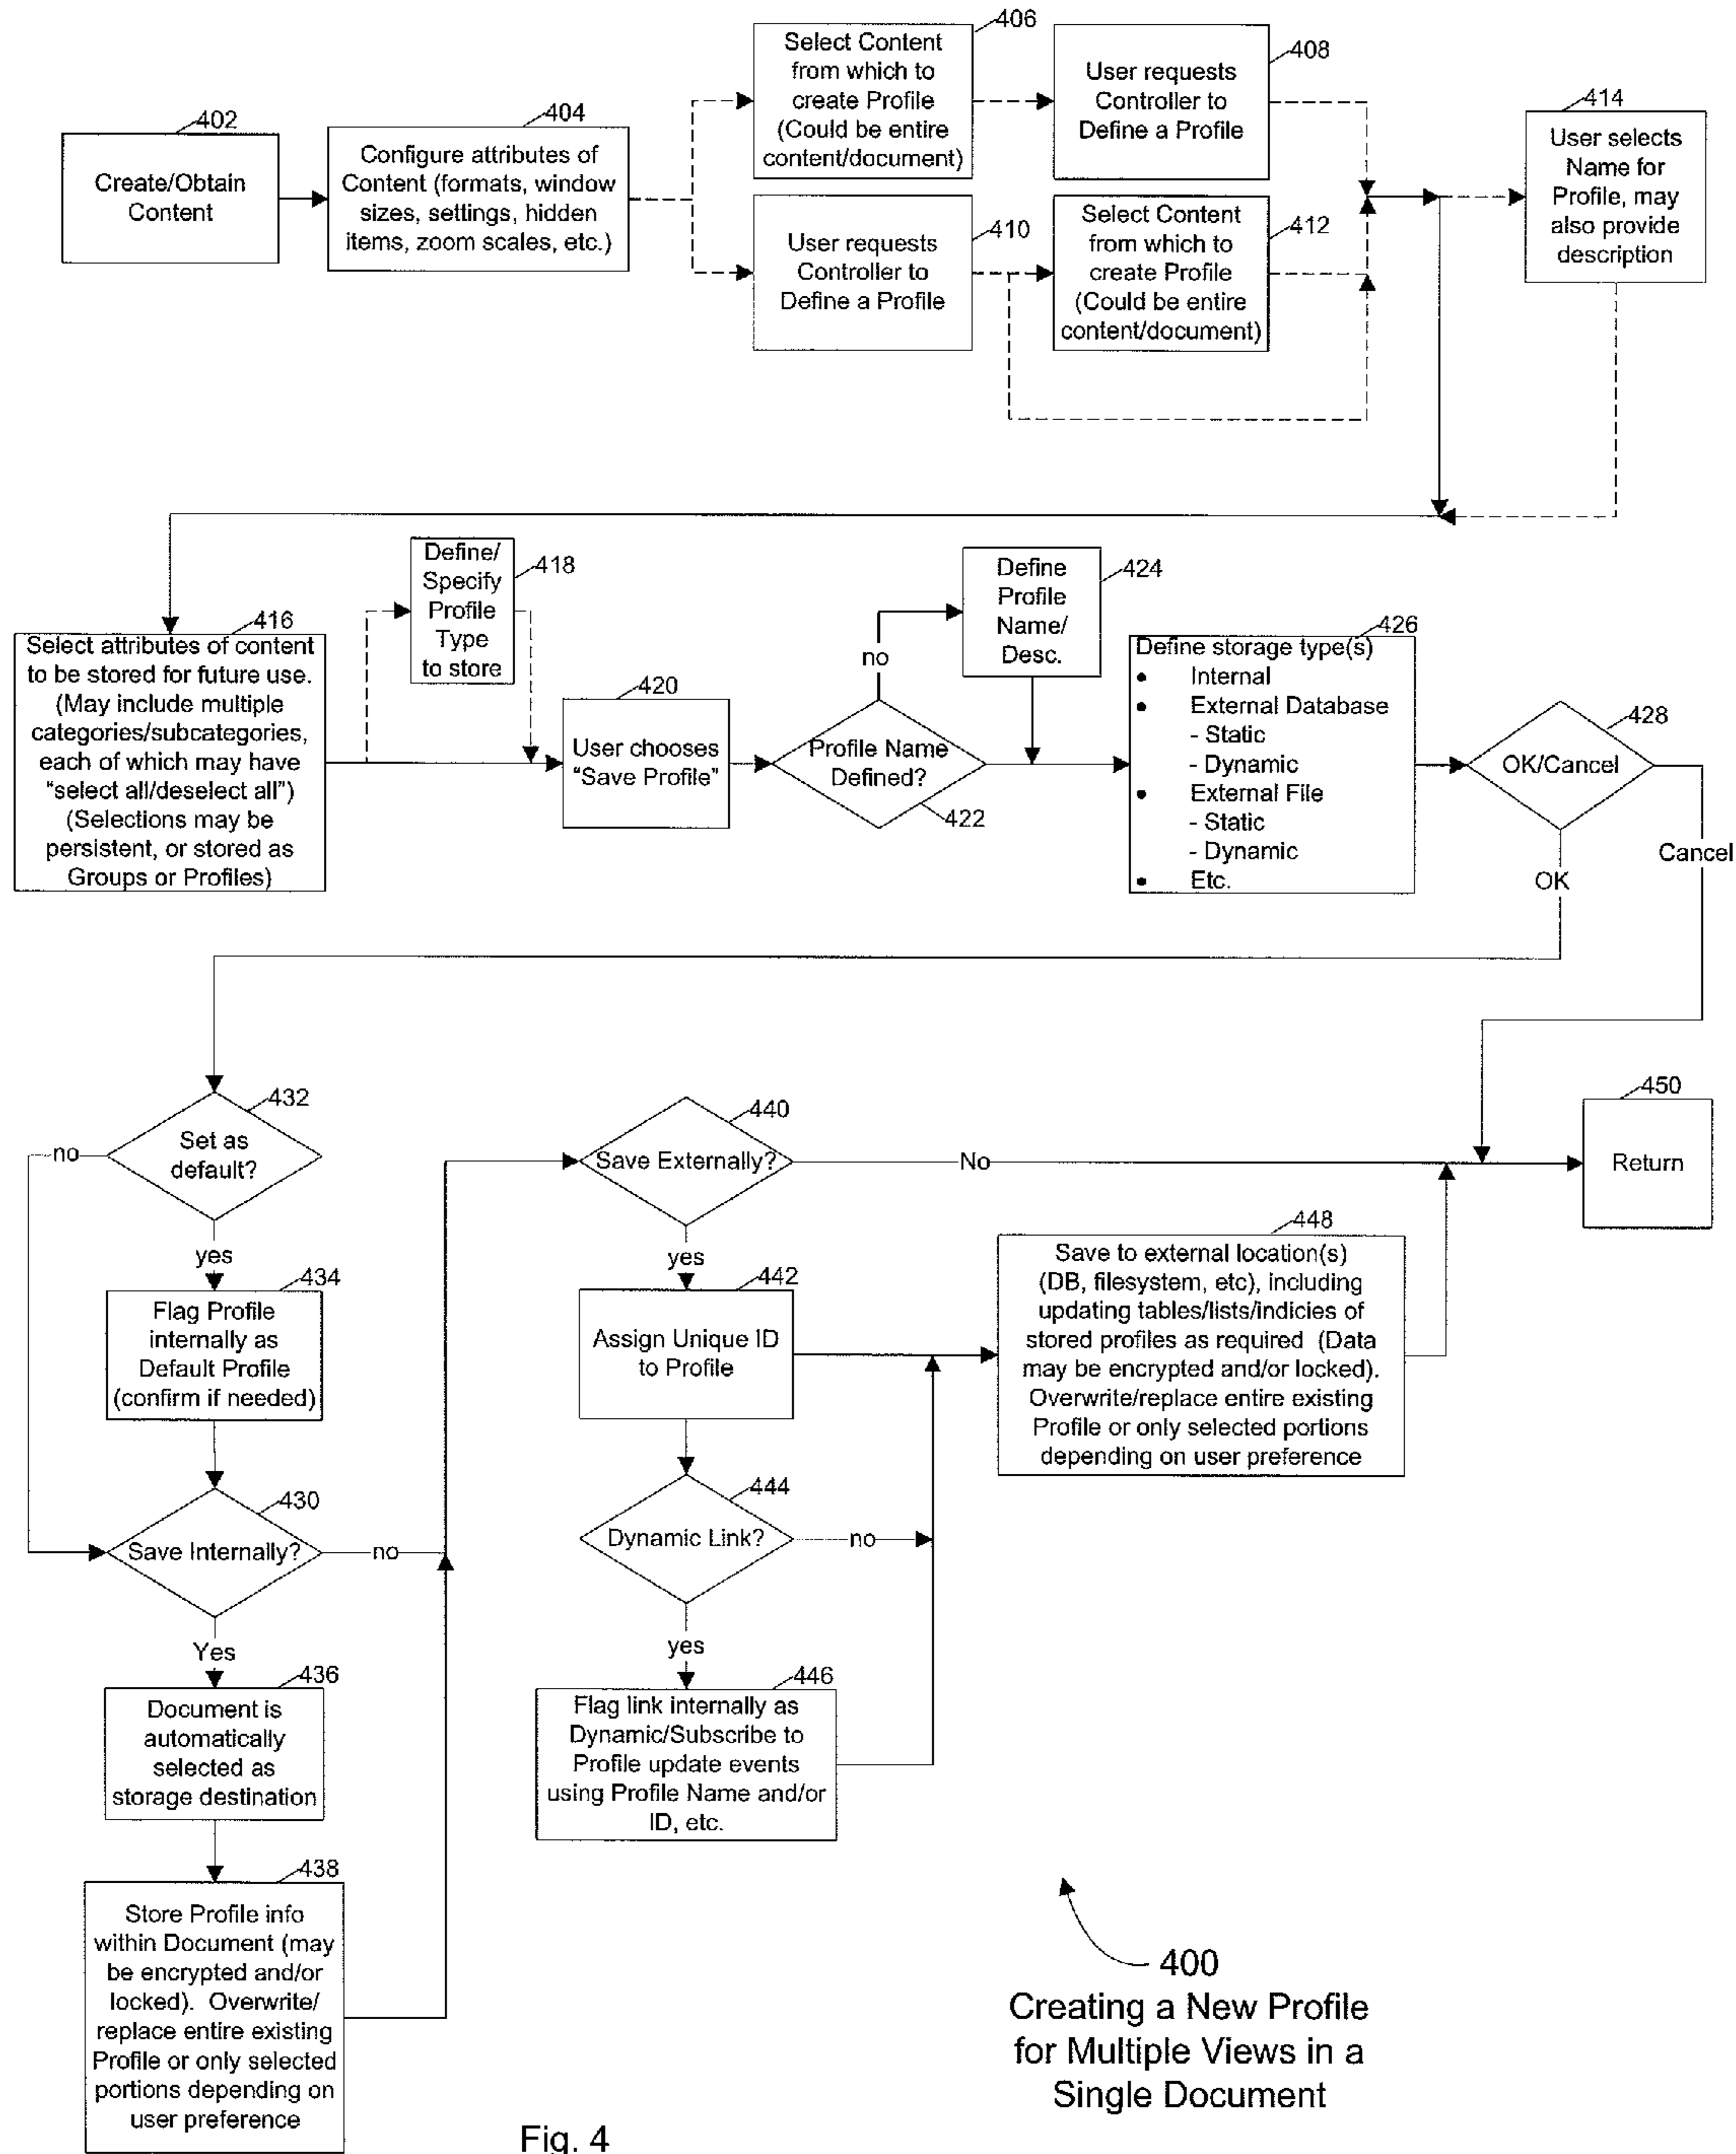 402
Create/Obtain
Content
404
Configure attributes of
Content (formats, window
sizes, settings, hidden
items, zoom scales, etc.)
406
Select Content
from which to
create Profile
(Could be entire
content/document)
408
User requests
Controller to
Define a Profile
410
User requests
Controller to
Define a Profile
412
Select Content
from which to
create Profile
(Could be entire
content/document)
414
User selects
Name for
Profile, may
also provide
description
416
Select attributes of content
to be stored for future use.
(May include multiple
categories/subcategories,
each of which may have
“select all/deselect all”)
(Selections may be
persistent, or stored as
Groups or Profiles)
418
Define/
Specify
Profile
Type
to store
420
User chooses
“Save Profile”
422
Profile Name
Defined?
no
424
Define
Profile
Name/
Desc.
426
Define storage type(s)
• Internal
• External Database
- Static
- Dynamic
• External File
- Static
- Dynamic
• Etc.
428
OK/Cancel
Cancel
OK
432
Set as
default?
no
yes
434
Flag Profile
internally as
Default Profile
(confirm if needed)
430
Save Internally?
no
Yes
436
Document is
automatically
selected as
storage destination
438
Store Profile info
within Document (may
be encrypted and/or
locked). Overwrite/
replace entire existing
Profile or only selected
portions depending on
user preference
440
Save Externally?
No
yes
442
Assign Unique ID
to Profile
444
Dynamic Link?
no
yes
446
Flag link internally as
Dynamic/Subscribe to
Profile update events
using Profile Name and/or
ID, etc.
448
Save to external location(s)
(DB, filesystem, etc), including
updating tables/lists/indicies of
stored profiles as required (Data
may be encrypted and/or locked).
Overwrite/replace entire existing
Profile or only selected portions
depending on user preference
450
Return
400
Creating a New Profile
for Multiple Views in a
Single Document
Fig. 4